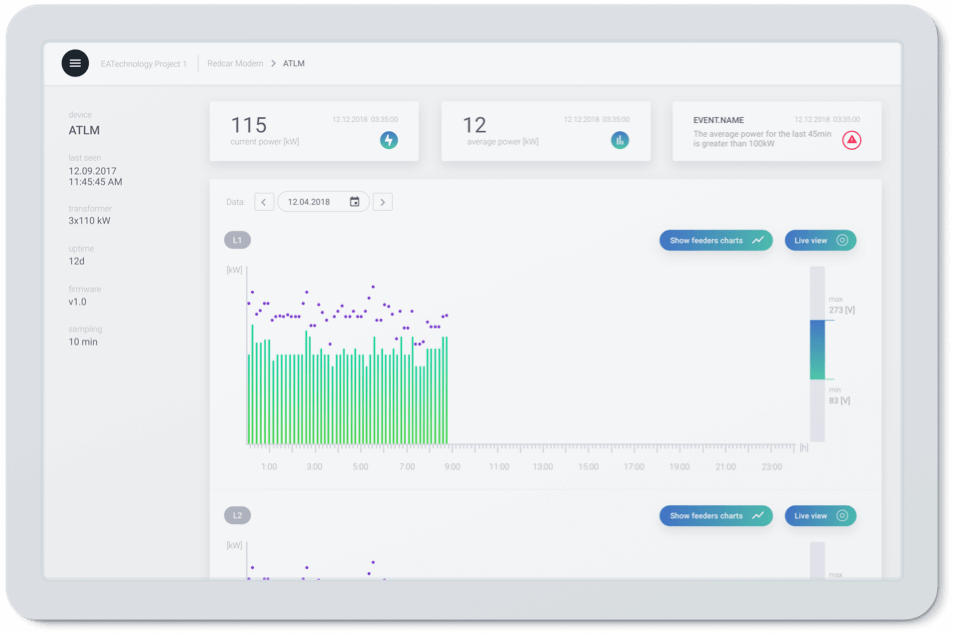 EATechnology Project 1 Redcar Modern > ATLM
device
ATLM
last seen
12.09.2017
11:45:45 AM
transformer
3x110 kW
uptime
12d
firmware
v1.0
sampling
10 min
115 12.12.2018 03:35:00
current power [kW]
12 12.12.2018 03:35:00
average power [kW]
EVENT.NAME 12.12.2018 03:35:00
The average power for the last 45min
is greater than 100kW
Data: < 12.04.2018 >
L1 Show feeders charts Live view
[kW]
max
273 [V]
min
83 [V]
[h]
1:00 3:00 5:00 7:00 9:00 11:00 13:00 15:00 17:00 19:00 21:00 23:00
L2 Show feeders charts Live view
[kW]
max